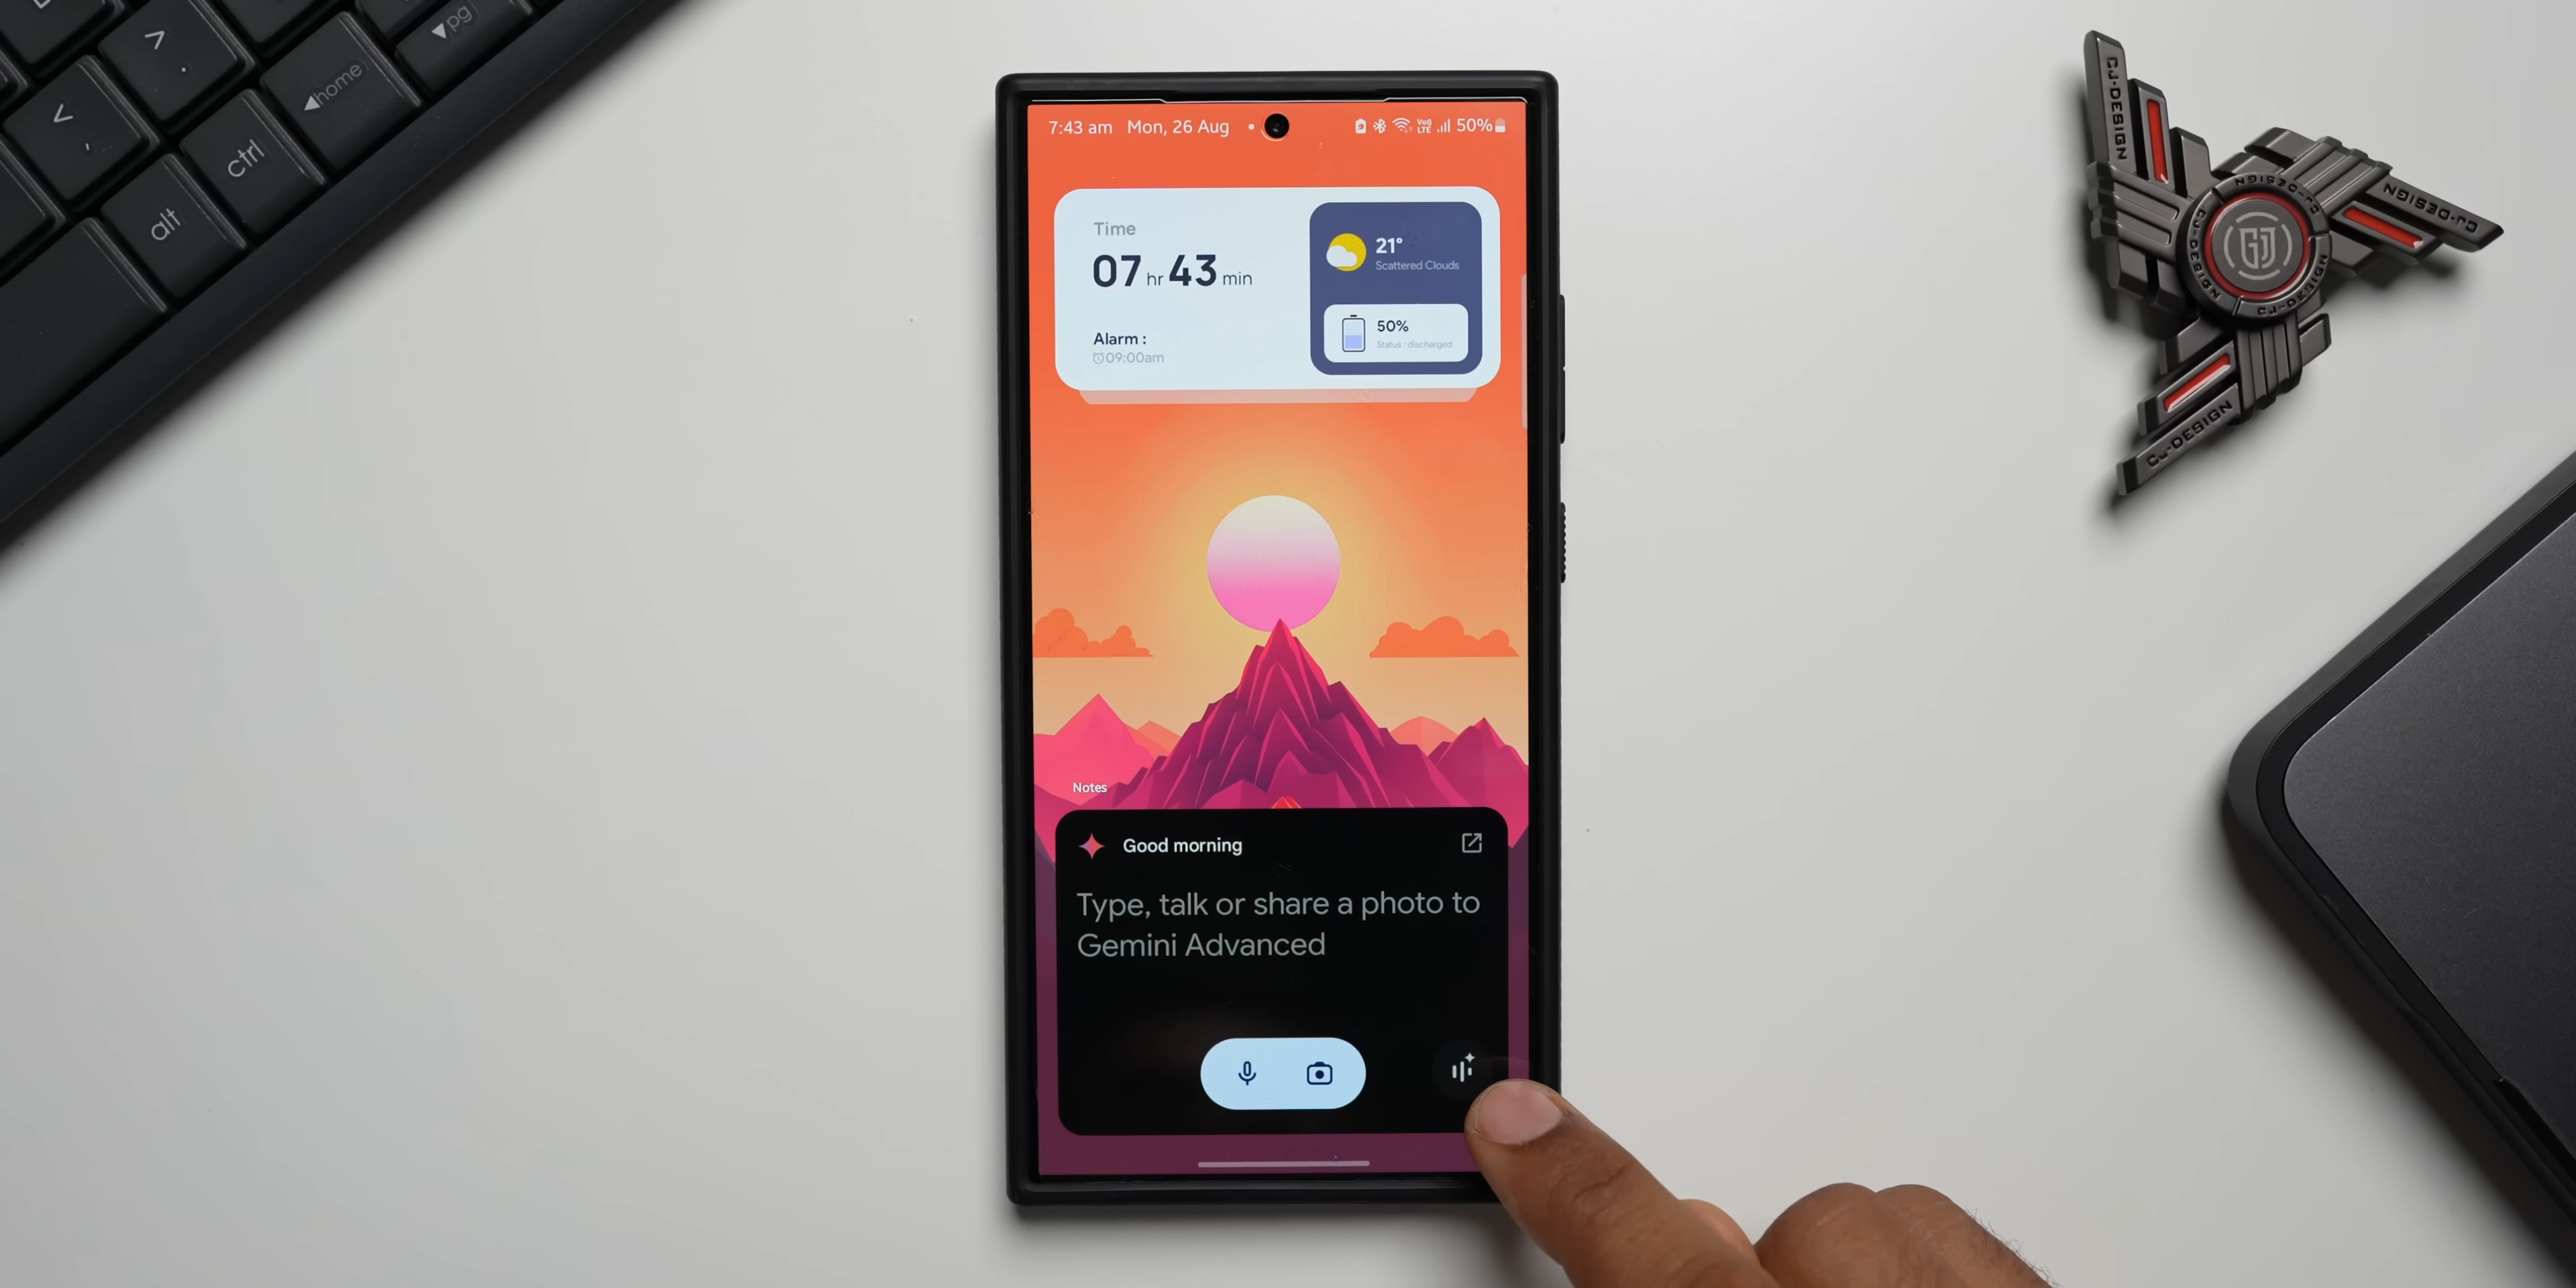 pg
home
ctrl
alt
7:43 am Mon, 26 Aug
50%
Time
07 hr 43 min
Alarm :
09:00am
21°
Scattered Clouds
50%
Status : discharged
Notes
Good morning
Type, talk or share a photo to
Gemini Advanced
CJ-DESIGN
CJ-DESIGN
CJ-DESIGN